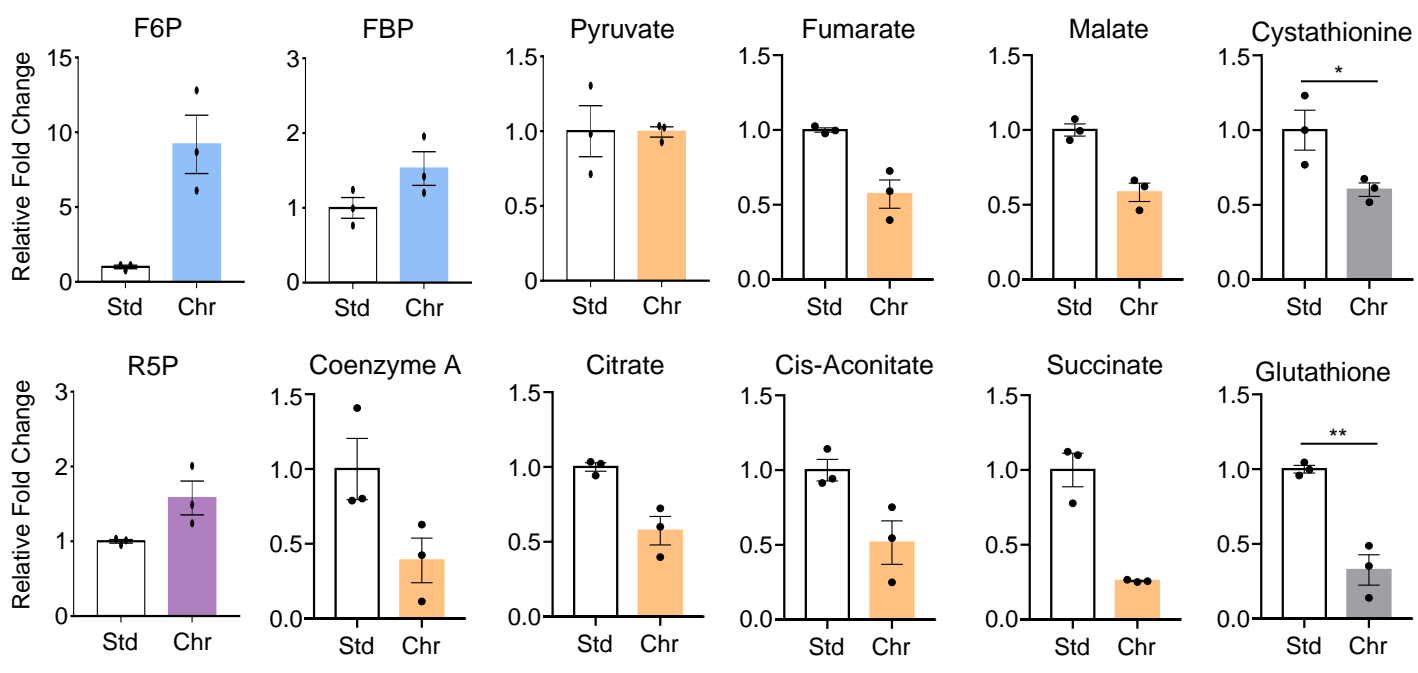 F6P
FBP
Pyruvate
Fumarate
Malate
Cystathionine
Relative Fold Change
15
10
5
0
Std Chr
3
2
1
0
Std Chr
1.5
1.0
0.5
0
Std Chr
1.5
1.0
0.5
0.0
Std Chr
1.5
1.0
0.5
0.0
Std Chr
*
1.5
1.0
0.5
0.0
Std Chr
R5P
Coenzyme A
Citrate
Cis-Aconitate
Succinate
Glutathione
Relative Fold Change
3
2
1
0
Std Chr
1.5
1.0
0.5
0.0
Std Chr
1.5
1.0
0.5
0.0
Std Chr
1.5
1.0
0.5
0.0
Std Chr
1.5
1.0
0.5
0.0
Std Chr
**
1.5
1.0
0.5
0.0
Std Chr